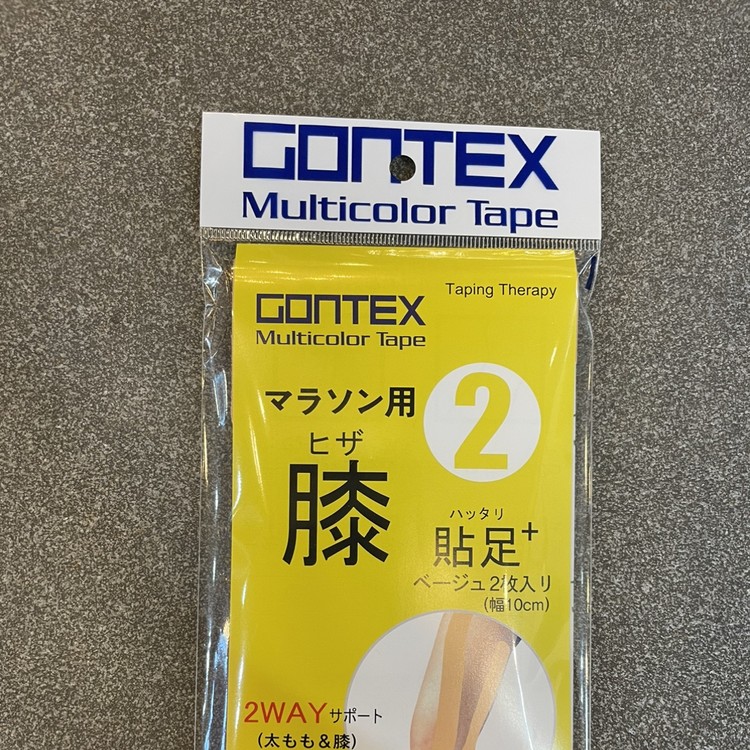 GONTEX
Multicolor Tape
GONTEX
Multicolor Tape
Taping Therapy
マラソン用
ヒザ
膝
2
ハッタリ
貼足+
ベージュ2枚入リ
(幅10cm)
2WAYサポート
(太もも&膝)